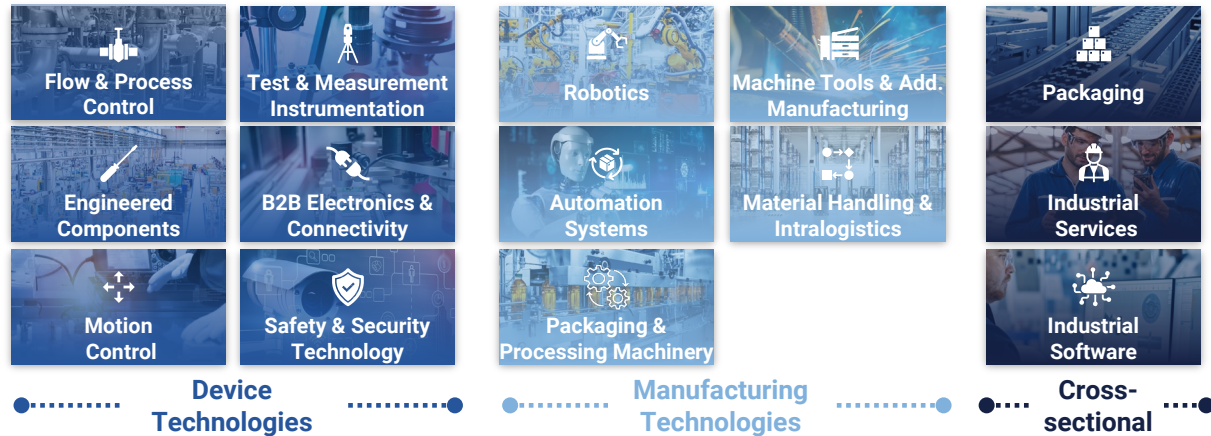 Flow & Process
Control
Test & Measurement
Instrumentation
Robotics
Machine Tools & Add.
Manufacturing
Packaging
Engineered
Components
B2B Electronics &
Connectivity
Automation
Systems
Material Handling &
Intralogistics
Industrial
Services
Motion
Control
Safety & Security
Technology
Packaging &
Processing Machinery
Industrial
Software
Device
Technologies
Manufacturing
Technologies
Cross-
sectional